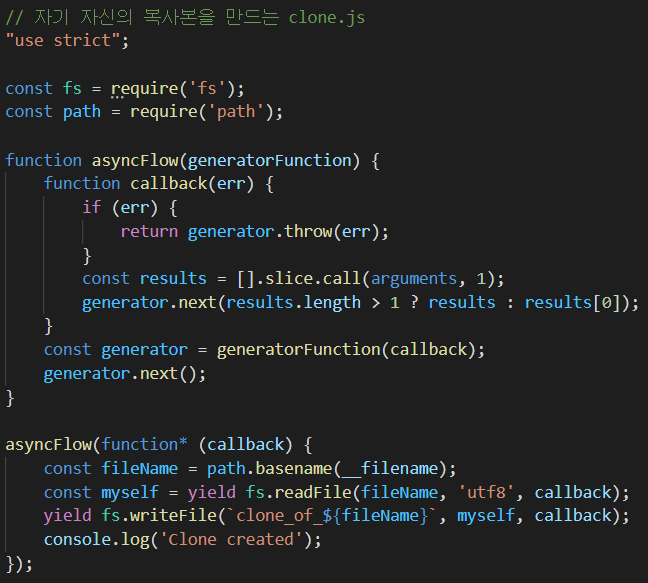 // 자기 자신의 복사본을 만드는 clone.js
"use strict";
const fs = require('fs');
const path = require('path');
function asyncFlow(generatorFunction) {
function callback(err) {
if (err) {
return generator.throw(err);
}
const results = [].slice.call(arguments, 1);
generator.next(results.length > 1 ? results : results[0]);
}
const generator = generatorFunction(callback);
generator.next();
}
asyncFlow(function* (callback) {
const fileName = path.basename(__filename);
const myself = yield fs.readFile(fileName, 'utf8', callback);
yield fs.writeFile(`clone_of_${fileName}`, myself, callback);
console.log('Clone created');
});